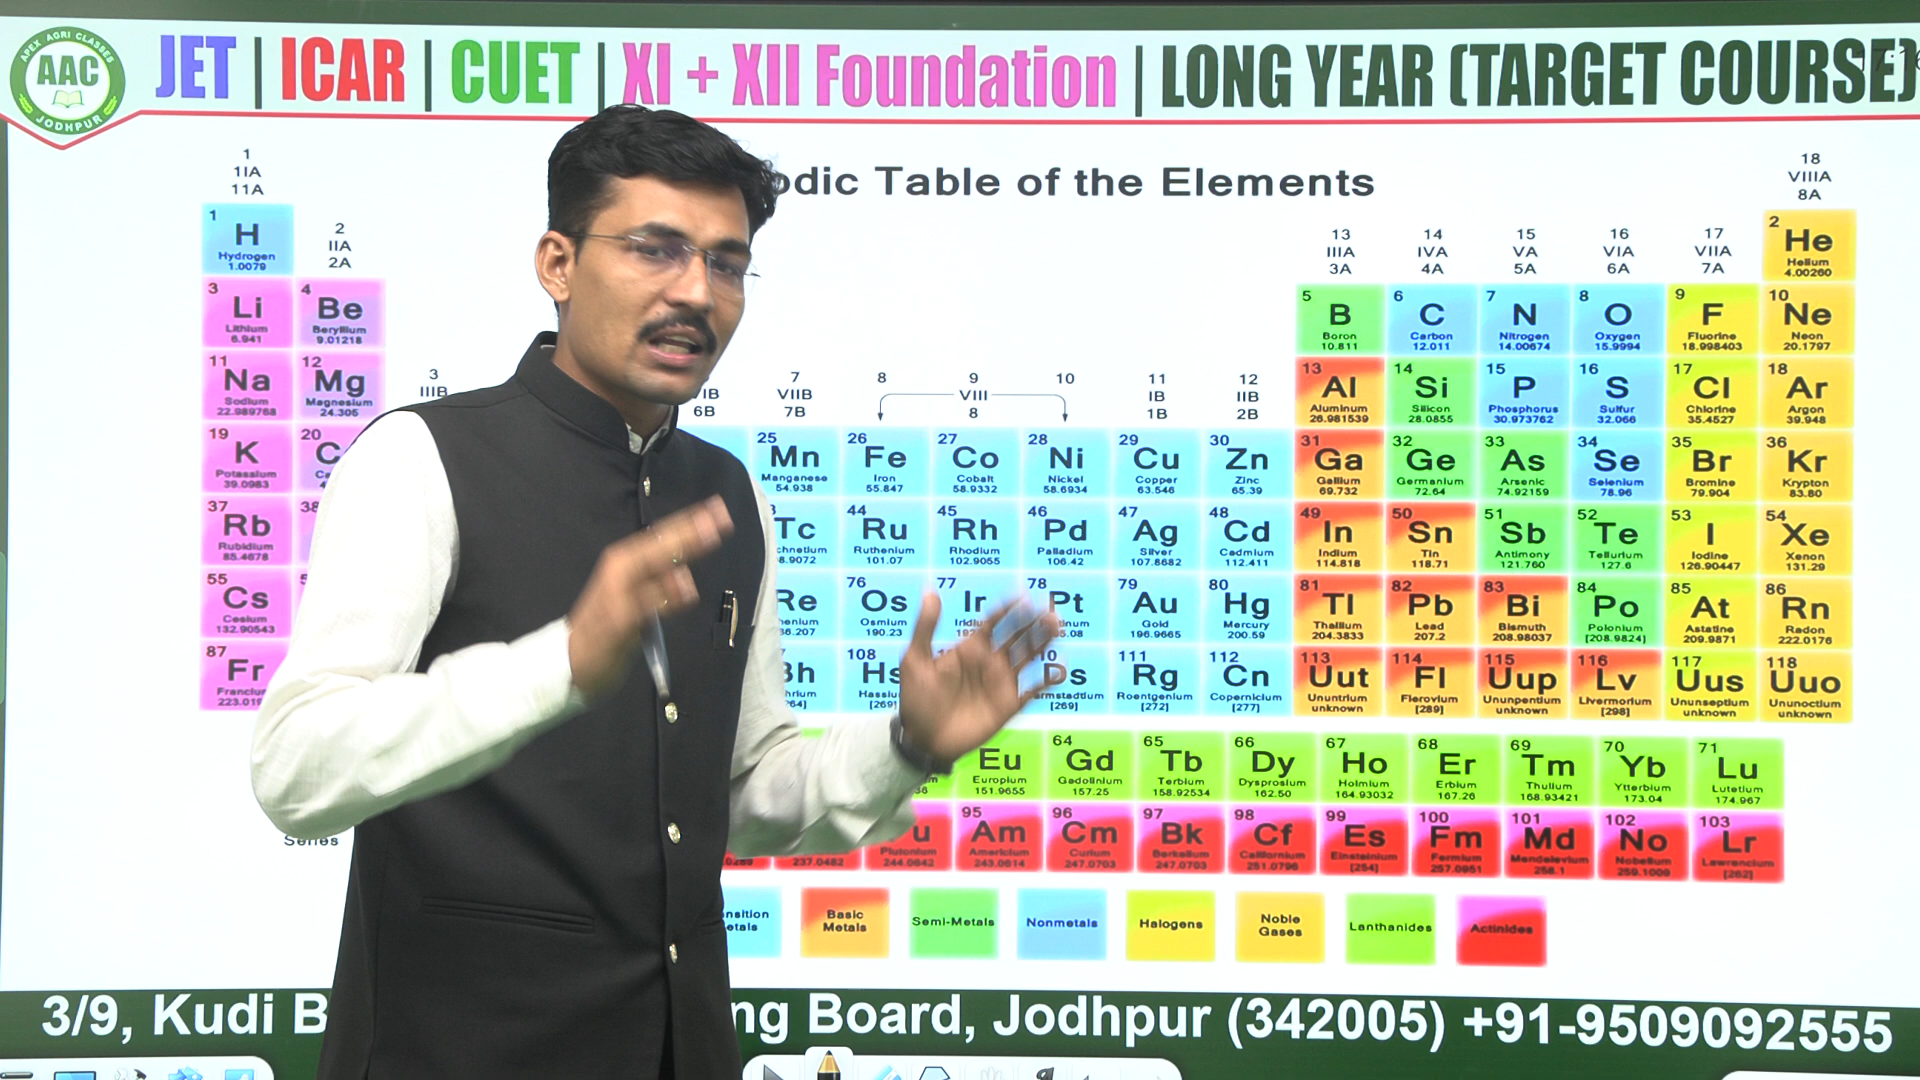 APEX AGRI CLASSES
AAC
JODHPUR
JET | ICAR | CUET | XI + XII Foundation | LONG YEAR (TARGET COURSE)
odic Table of the Elements
1
1IA
11A
2
IIA
2A
3
IIIB
VIB
6B
7
VIIB
7B
8
9
10
VIII
8
11
IB
1B
12
IIB
2B
13
IIIA
3A
14
IVA
4A
15
VA
5A
16
VIA
6A
17
VIIA
7A
18
VIIIA
8A
1
H
Hydrogen
1.0079
2
He
Helium
4.00260
3
Li
Lithium
6.941
4
Be
Beryllium
9.01218
5
B
Boron
10.811
6
C
Carbon
12.011
7
N
Nitrogen
14.00674
8
O
Oxygen
15.9994
9
F
Fluorine
18.998403
10
Ne
Neon
20.1797
11
Na
Sodium
22.989768
12
Mg
Magnesium
24.305
13
Al
Aluminum
26.981539
14
Si
Silicon
28.0855
15
P
Phosphorus
30.973762
16
S
Sulfur
32.066
17
Cl
Chlorine
35.4527
18
Ar
Argon
39.948
19
K
Potassium
39.0983
20
25
Mn
Manganese
54.938
26
Fe
Iron
55.847
27
Co
Cobalt
58.9332
28
Ni
Nickel
58.6934
29
Cu
Copper
63.546
30
Zn
Zinc
65.39
31
Ga
Gallium
69.732
32
Ge
Germanium
72.64
33
As
Arsenic
74.92159
34
Se
Selenium
78.96
35
Br
Bromine
79.904
36
Kr
Krypton
83.80
37
Rb
Rubidium
85.4678
38
Tc
44
Ru
Ruthenium
101.07
45
Rh
Rhodium
102.9055
46
Pd
Palladium
106.42
47
Ag
Silver
107.8682
48
Cd
Cadmium
112.411
49
In
Indium
114.818
50
Sn
Tin
118.71
51
Sb
Antimony
121.760
52
Te
Tellurium
127.6
53
I
Iodine
126.90447
54
Xe
Xenon
131.29
55
Cs
Cesium
132.90543
Re
76
Os
Osmium
190.23
77
Ir
78
Pt
79
Au
Gold
196.9665
80
Hg
Mercury
200.59
81
Tl
Thallium
204.3833
82
Pb
Lead
207.2
83
Bi
Bismuth
208.98037
84
Po
Polonium
[208.9824]
85
At
Astatine
209.9871
86
Rn
Radon
222.0176
87
Fr
108
Hs
Ds
[269]
111
Rg
Roentgenium
[272]
112
Cn
Copernicium
[277]
113
Uut
Ununtrium
unknown
114
Fl
Flerovium
[289]
115
Uup
Ununpentium
unknown
116
Lv
Livermorium
[298]
117
Uus
Ununseptium
unknown
118
Uuo
Ununoctium
unknown
Eu
Europium
151.9655
64
Gd
Gadolinium
157.25
65
Tb
Terbium
158.92534
66
Dy
Dysprosium
162.50
67
Ho
Holmium
164.93032
68
Er
Erbium
167.26
69
Tm
Thulium
168.93421
70
Yb
Ytterbium
173.04
71
Lu
Lutetium
174.967
Series
237.0482
Plutonium
244.0642
95
Am
Americium
243.0614
96
Cm
Curium
247.0703
97
Bk
Berkelium
247.0703
98
Cf
Californium
251.0796
99
Es
Einsteinium
[254]
100
Fm
Fermium
257.0951
101
Md
Mendelevium
258.1
102
No
Nobelium
259.1009
103
Lr
Lawrencium
[262]
Basic
Metals
Semi-Metals
Nonmetals
Halogens
Noble
Gases
Lanthanides
Actinides
3/9, Kudi B ng Board, Jodhpur (342005) +91-9509092555